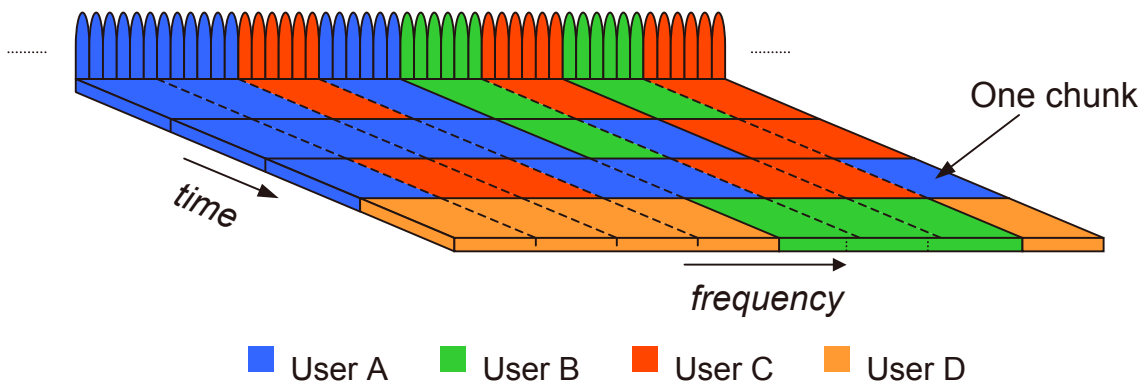 One chunk
time
frequency
User A
User B
User C
User D